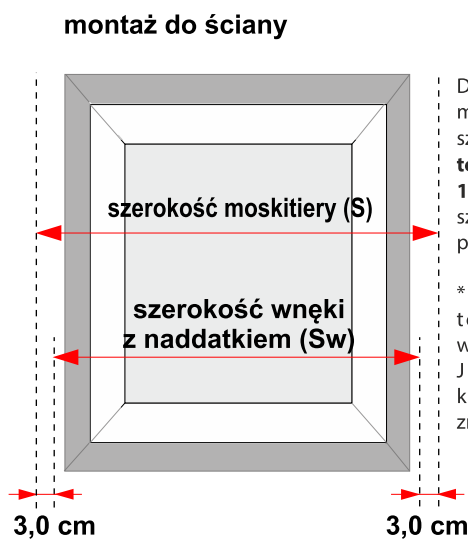 montaż do ściany
szerokość moskitiery (S)
szerokość wnęki
z naddatkiem (Sw)
3,0 cm
3,0 cm